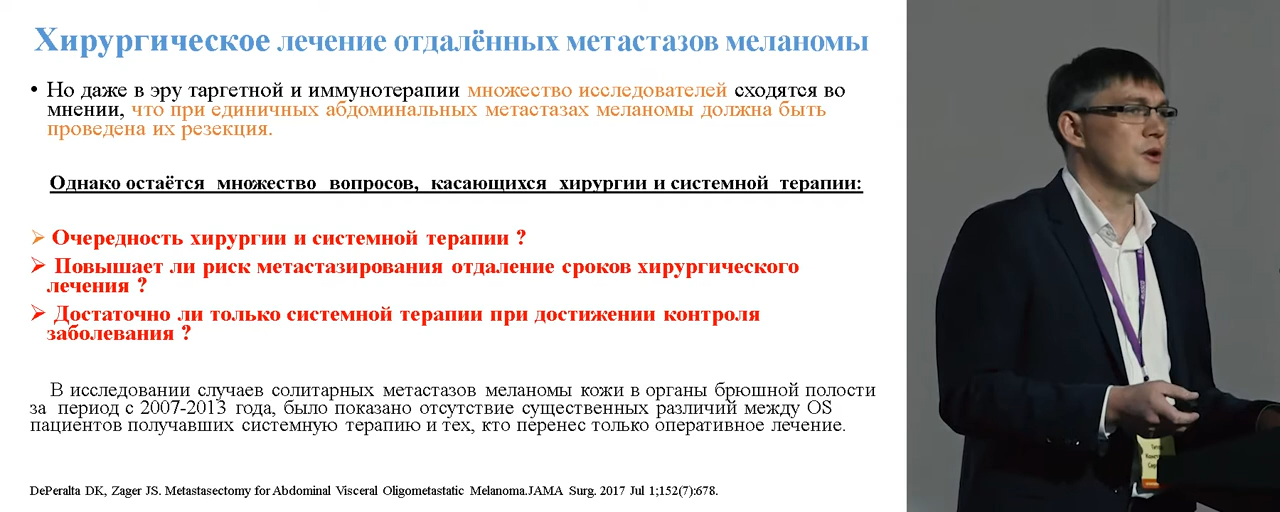 Хирургическое лечение отдалённых метастазов меланомы
• Но даже в эру таргетной и иммунотерапии множество исследователей сходятся во
мнении, что при единичных абдоминальных метастазах меланомы должна быть
проведена их резекция.
Однако остаётся множество вопросов, касающихся хирургии и системной терапии:
➢ Очередность хирургии и системной терапии ?
➢ Повышает ли риск метастазирования отдаление сроков хирургического
лечения ?
➢ Достаточно ли только системной терапии при достижении контроля
заболевания ?
В исследовании случаев солитарных метастазов меланомы кожи в органы брюшной полости
за период с 2007-2013 года, было показано отсутствие существенных различий между OS
пациентов получавших системную терапию и тех, кто перенес только оперативное лечение.
DePeralta DK, Zager JS. Metastasectomy for Abdominal Visceral Oligometastatic Melanoma.JAMA Surg. 2017 Jul 1;152(7):678.